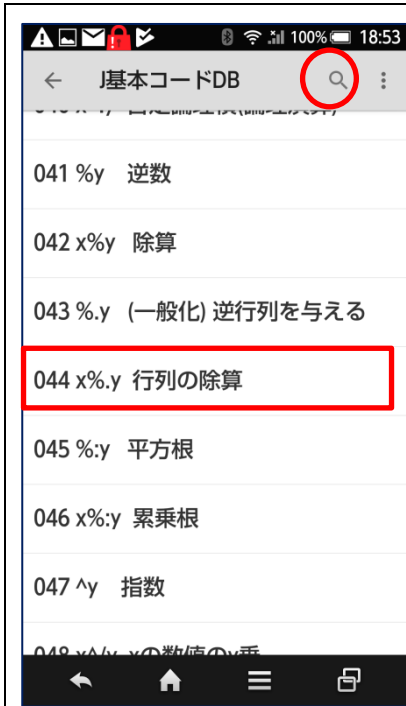 100% 18:53
J基本コードDB
041 %y 逆数
042 x%y 除算
043 %.y (一般化) 逆行列を与える
044 x%.y 行列の除算
045 %:y 平方根
046 x%:y 累乗根
047 ^y 指数